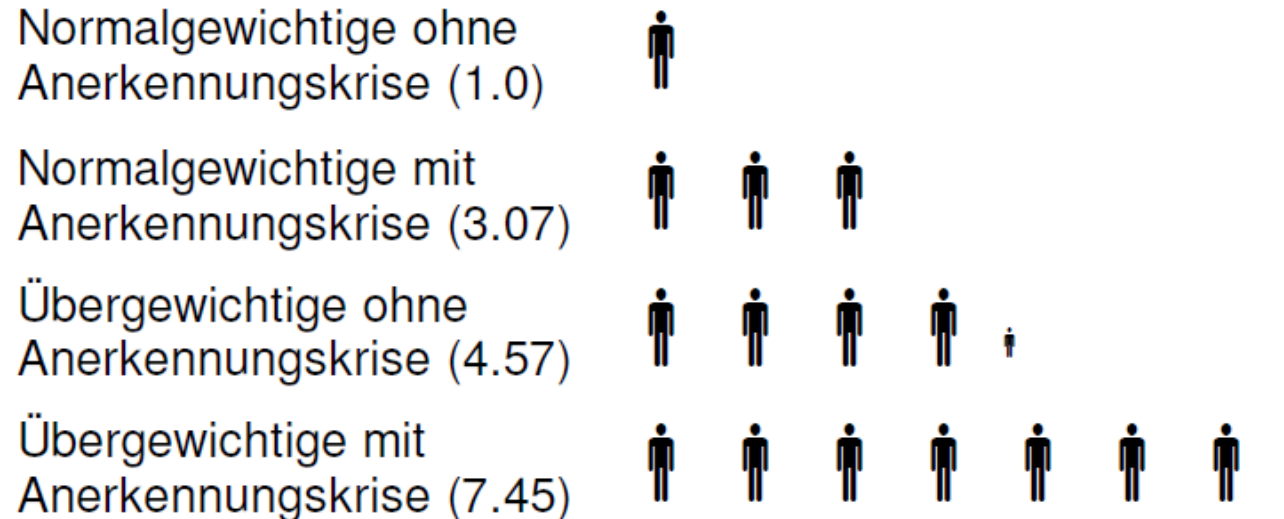 Normalgewichtige ohne
Anerkennungskrise (1.0)
Normalgewichtige mit
Anerkennungskrise (3.07)
Übergewichtige ohne
Anerkennungskrise (4.57)
Übergewichtige mit
Anerkennungskrise (7.45)